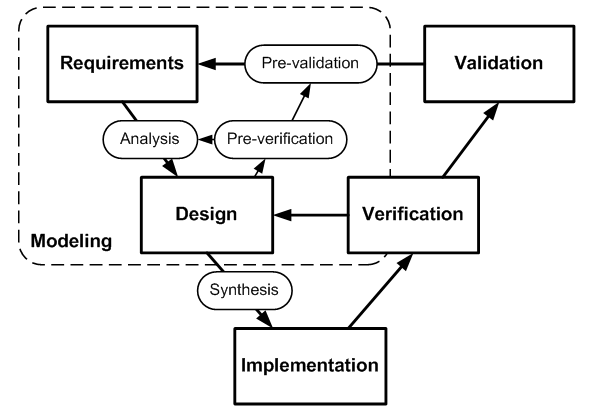 Requirements
Pre-validation
Validation
Analysis
Pre-verification
Design
Verification
Modeling
Synthesis
Implementation